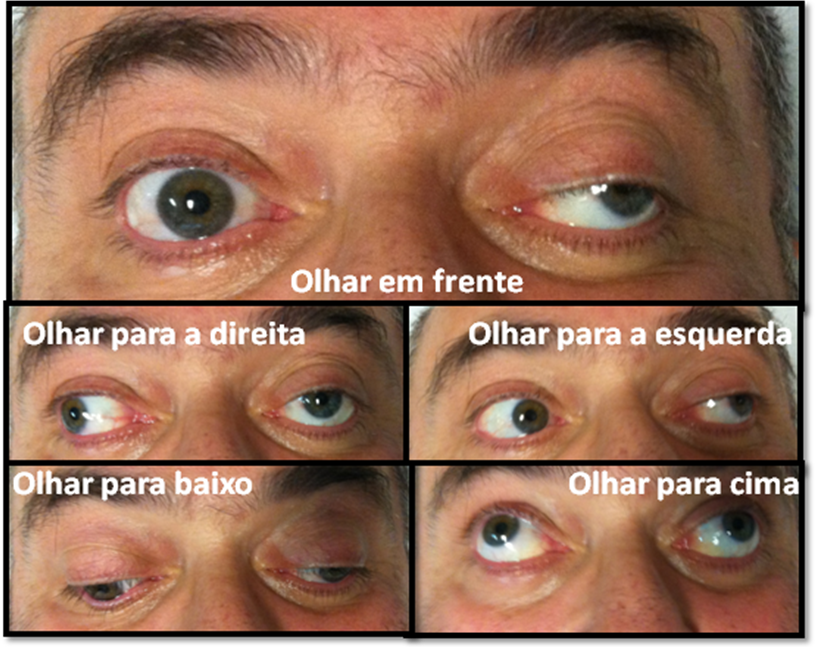 Olhar em frente
Olhar para a direita
Olhar para a esquerda
Olhar para baixo
Olhar para cima